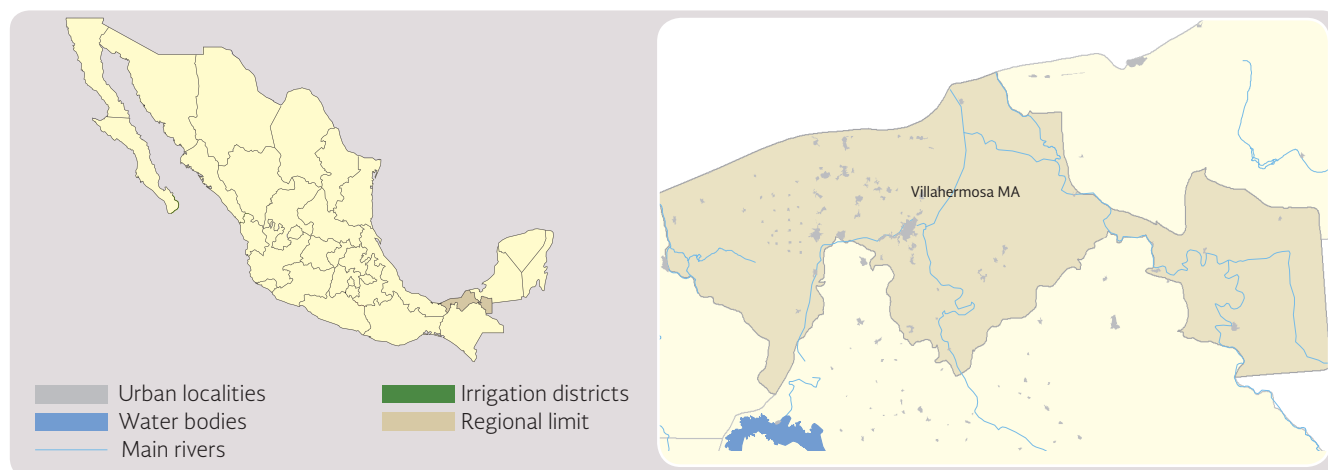 Villahermosa MA
Urban localities
Water bodies
Main rivers
Irrigation districts
Regional limit